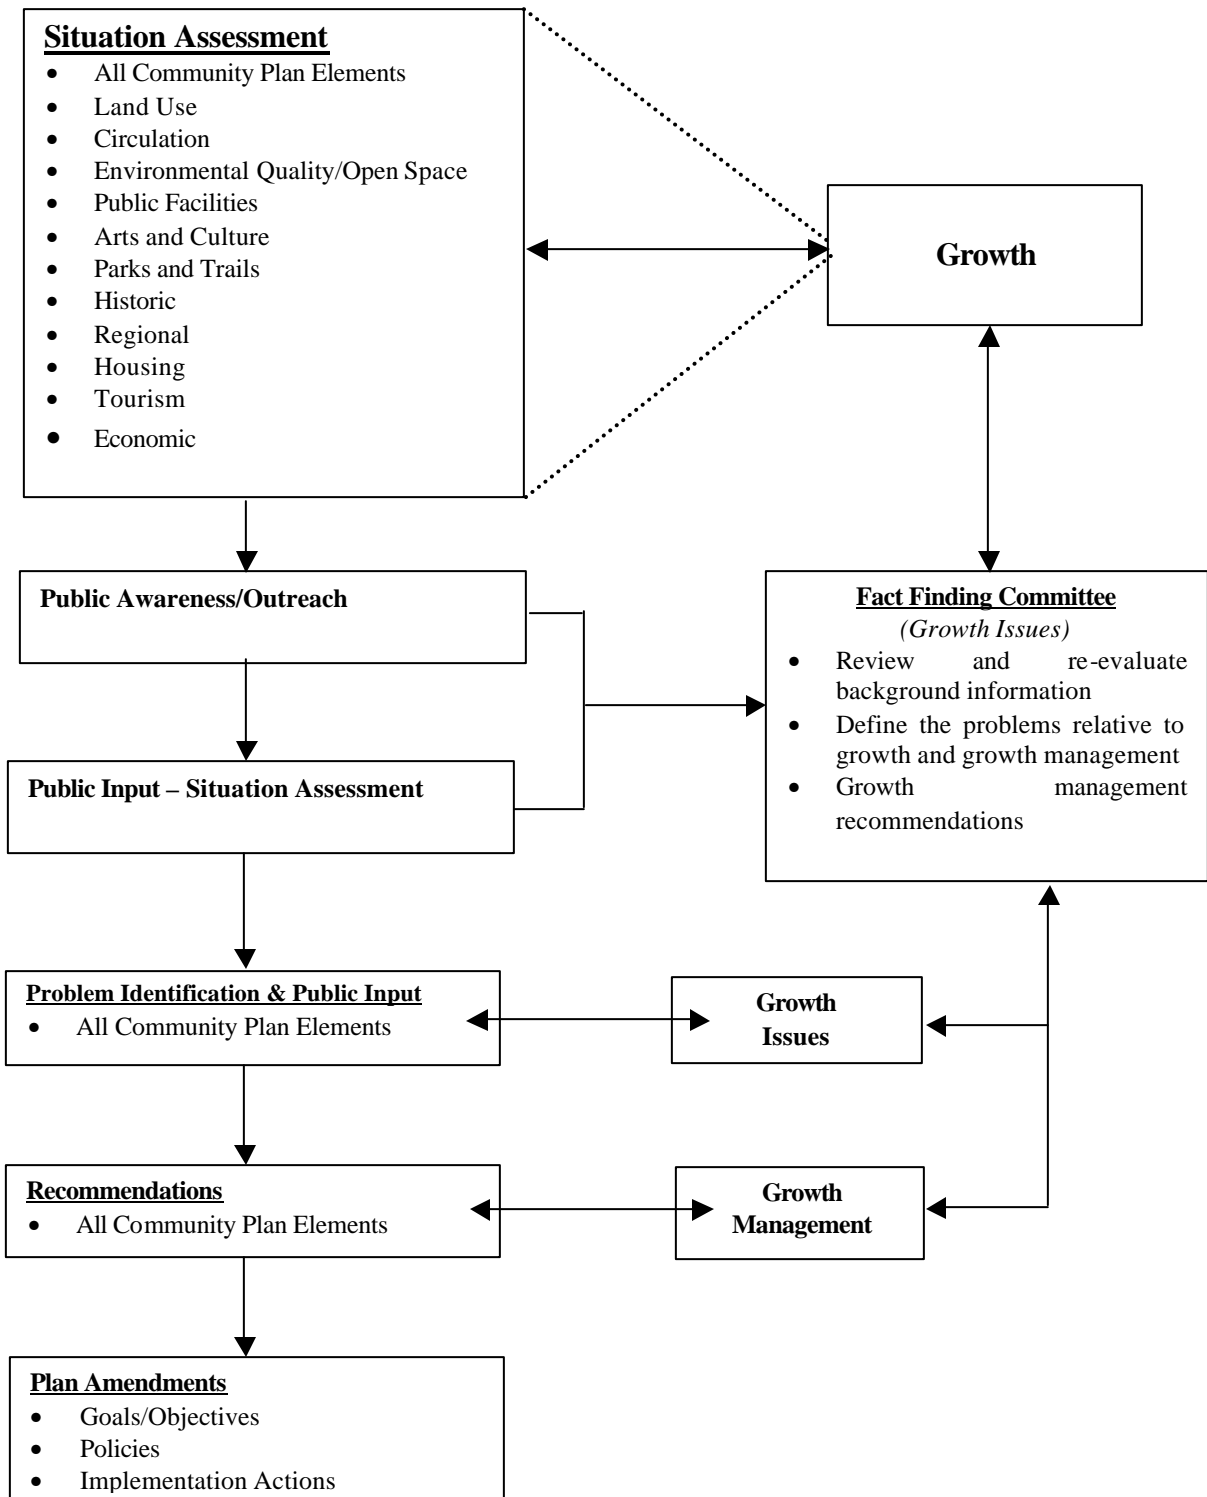 Situation Assessment
• All Community Plan Elements
• Land Use
• Circulation
• Environmental Quality/Open Space
• Public Facilities
• Arts and Culture
• Parks and Trails
• Historic
• Regional
• Housing
• Tourism
• Economic
Growth
Public Awareness/Outreach
Public Input – Situation Assessment
Fact Finding Committee
(Growth Issues)
• Review and re-evaluate
background information
• Define the problems relative to
growth and growth management
• Growth management
recommendations
Problem Identification & Public Input
• All Community Plan Elements
Growth
Issues
Recommendations
• All Community Plan Elements
Growth
Management
Plan Amendments
• Goals/Objectives
• Policies
• Implementation Actions